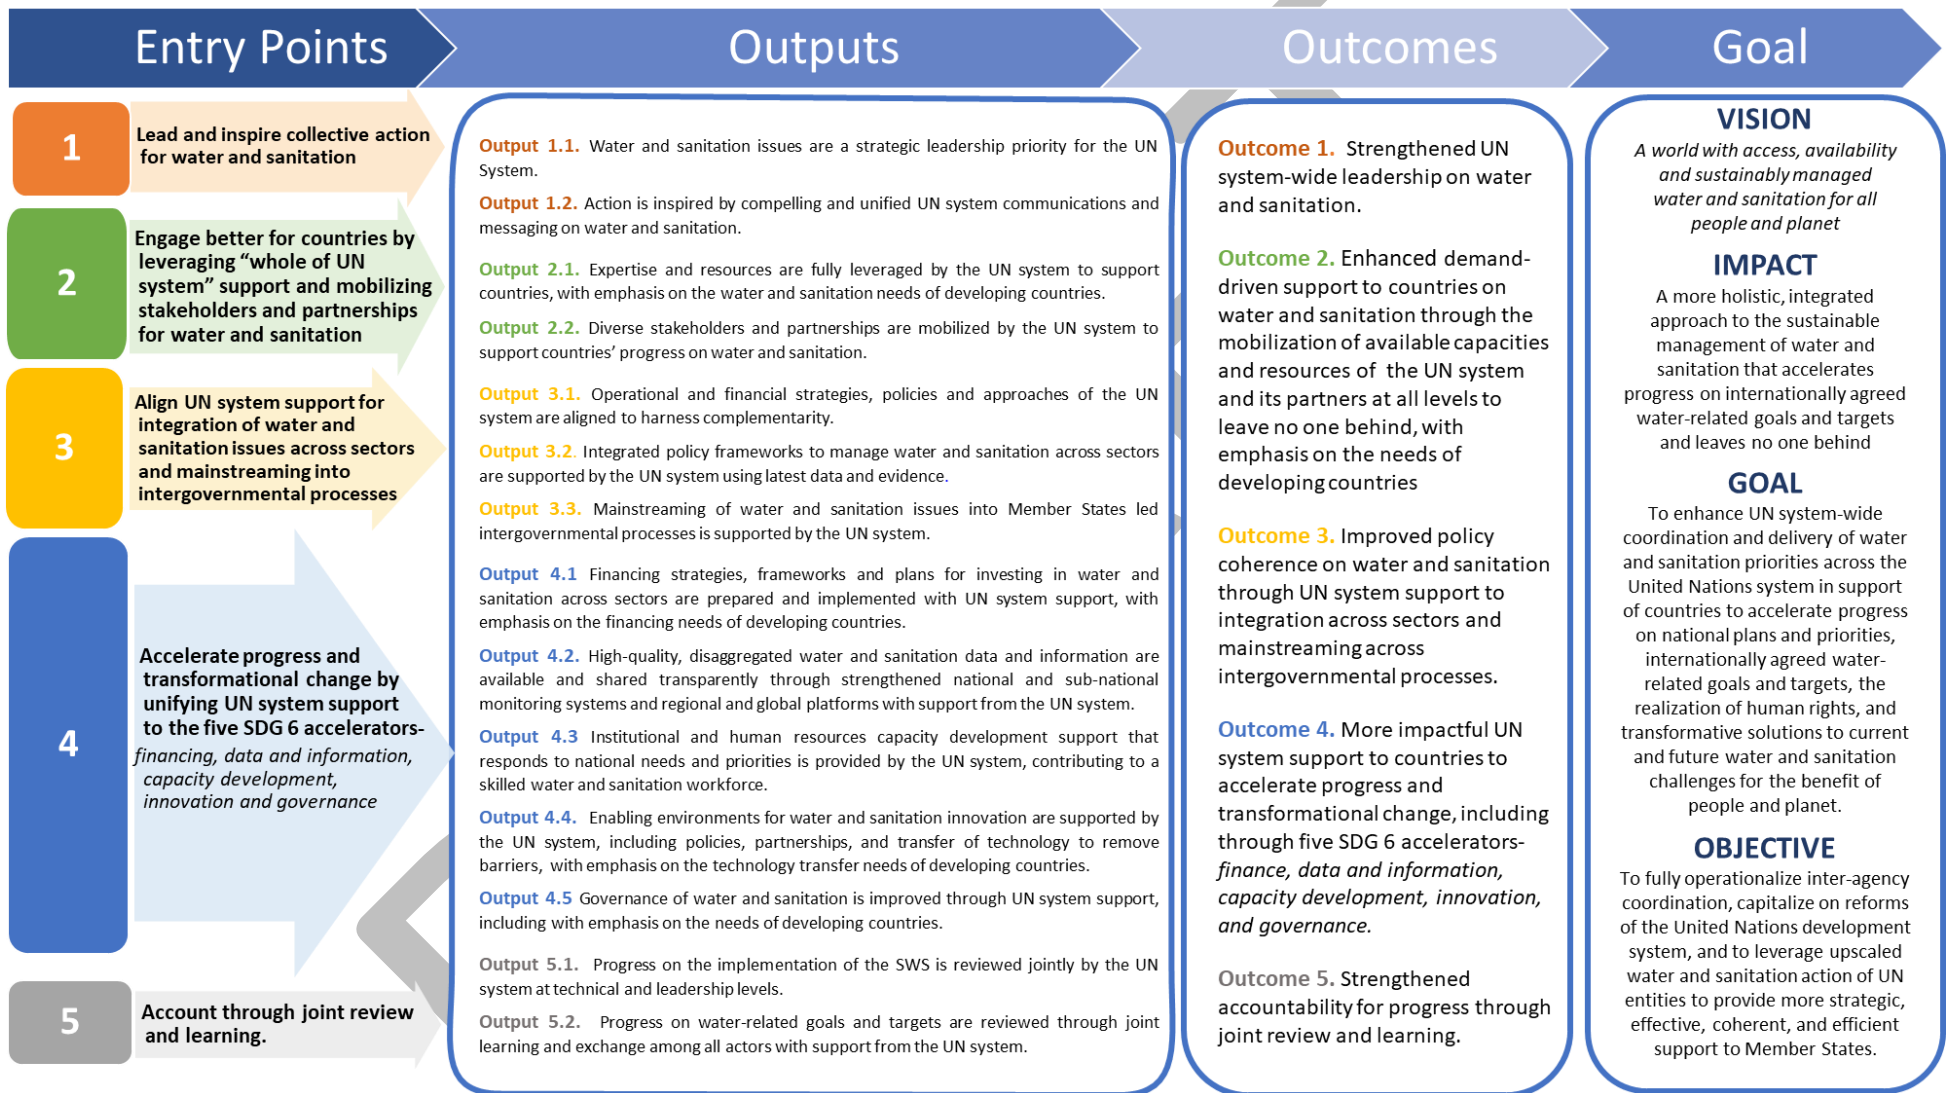 Entry Points
Outputs
Outcomes
Goal
1
Lead and inspire collective action
for water and sanitation
2
Engage better for countries by
leveraging “whole of UN
system” support and mobilizing
stakeholders and partnerships
for water and sanitation
3
Align UN system support for
integration of water and
sanitation issues across sectors
and mainstreaming into
intergovernmental processes
4
Accelerate progress and
transformational change by
unifying UN system support
to the five SDG 6 accelerators-
financing, data and information,
capacity development,
innovation and governance
5
Account through joint review
and learning.
Output 1.1. Water and sanitation issues are a strategic leadership priority for the UN
System.
Output 1.2. Action is inspired by compelling and unified UN system communications and
messaging on water and sanitation.
Output 2.1. Expertise and resources are fully leveraged by the UN system to support
countries, with emphasis on the water and sanitation needs of developing countries.
Output 2.2. Diverse stakeholders and partnerships are mobilized by the UN system to
support countries’ progress on water and sanitation.
Output 3.1. Operational and financial strategies, policies and approaches of the UN
system are aligned to harness complementarity.
Output 3.2. Integrated policy frameworks to manage water and sanitation across sectors
are supported by the UN system using latest data and evidence.
Output 3.3. Mainstreaming of water and sanitation issues into Member States led
intergovernmental processes is supported by the UN system.
Output 4.1 Financing strategies, frameworks and plans for investing in water and
sanitation across sectors are prepared and implemented with UN system support, with
emphasis on the financing needs of developing countries.
Output 4.2. High-quality, disaggregated water and sanitation data and information are
available and shared transparently through strengthened national and sub-national
monitoring systems and regional and global platforms with support from the UN system.
Output 4.3 Institutional and human resources capacity development support that
responds to national needs and priorities is provided by the UN system, contributing to a
skilled water and sanitation workforce.
Output 4.4. Enabling environments for water and sanitation innovation are supported by
the UN system, including policies, partnerships, and transfer of technology to remove
barriers, with emphasis on the technology transfer needs of developing countries.
Output 4.5 Governance of water and sanitation is improved through UN system support,
including with emphasis on the needs of developing countries.
Output 5.1. Progress on the implementation of the SWS is reviewed jointly by the UN
system at technical and leadership levels.
Output 5.2. Progress on water-related goals and targets are reviewed through joint
learning and exchange among all actors with support from the UN system.
Outcome 1. Strengthened UN
system-wide leadership on water
and sanitation.
Outcome 2. Enhanced demand-
driven support to countries on
water and sanitation through the
mobilization of available capacities
and resources of the UN system
and its partners at all levels to
leave no one behind, with
emphasis on the needs of
developing countries
Outcome 3. Improved policy
coherence on water and sanitation
through UN system support to
integration across sectors and
mainstreaming across
intergovernmental processes.
Outcome 4. More impactful UN
system support to countries to
accelerate progress and
transformational change, including
through five SDG 6 accelerators-
finance, data and information,
capacity development, innovation,
and governance.
Outcome 5. Strengthened
accountability for progress through
joint review and learning.
VISION
A world with access, availability
and sustainably managed
water and sanitation for all
people and planet
IMPACT
A more holistic, integrated
approach to the sustainable
management of water and
sanitation that accelerates
progress on internationally agreed
water-related goals and targets
and leaves no one behind
GOAL
To enhance UN system-wide
coordination and delivery of water
and sanitation priorities across the
United Nations system in support
of countries to accelerate progress
on national plans and priorities,
internationally agreed water-
related goals and targets, the
realization of human rights, and
transformative solutions to current
and future water and sanitation
challenges for the benefit of
people and planet.
OBJECTIVE
To fully operationalize inter-agency
coordination, capitalize on reforms
of the United Nations development
system, and to leverage upscaled
water and sanitation action of UN
entities to provide more strategic,
effective, coherent, and efficient
support to Member States.